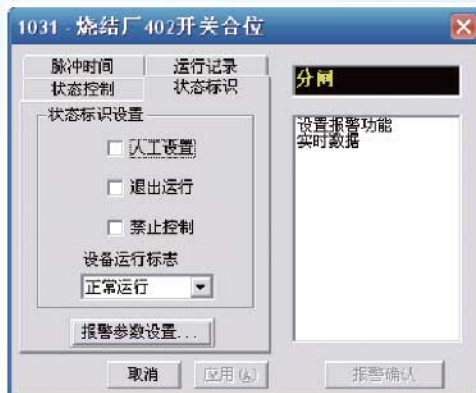 1031 - 烧结厂402开关合位
脉冲时间
运行记录
状态控制
状态标识
状态标识设置
人工设置
退出运行
禁止控制
设备运行标志
正常运行
报警参数设置...
分闸
设置报警功能
实时数据
取消
应用(A)
报警确认